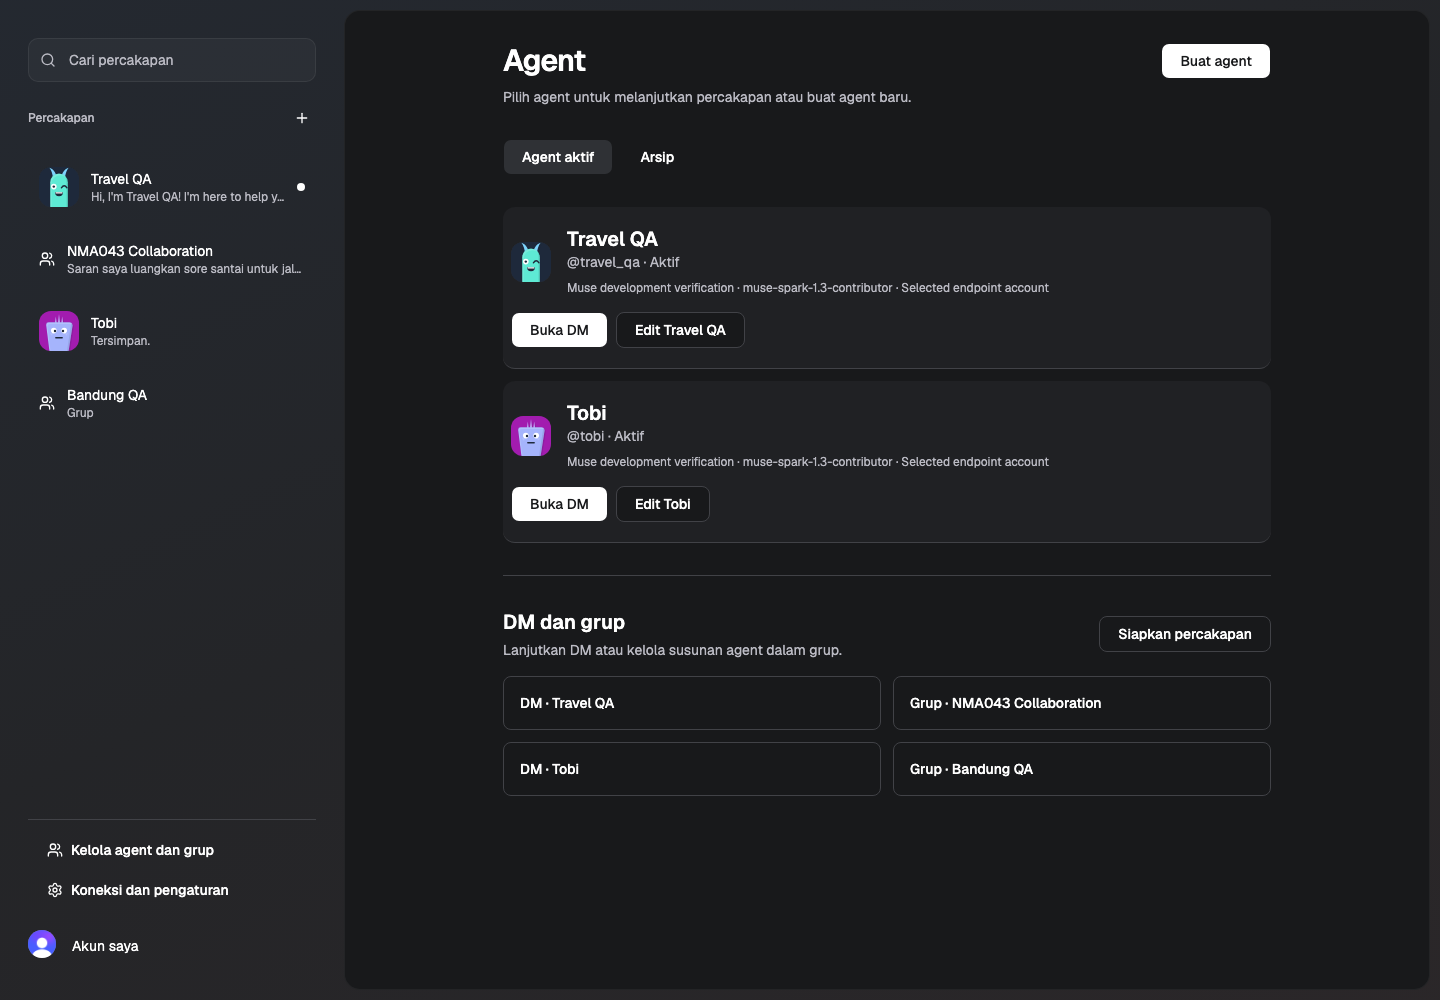 Cari percakapan
Percakapan
Travel QA
Hi, I'm Travel QA! I'm here to help y...
NMA043 Collaboration
Saran saya luangkan sore santai untuk jal...
Tobi
Tersimpan.
Bandung QA
Grup
Kelola agent dan grup
Koneksi dan pengaturan
Akun saya
Agent
Buat agent
Pilih agent untuk melanjutkan percakapan atau buat agent baru.
Agent aktif
Arsip
Travel QA
@travel_qa · Aktif
Muse development verification · muse-spark-1.3-contributor · Selected endpoint account
Buka DM
Edit Travel QA
Tobi
@tobi · Aktif
Muse development verification · muse-spark-1.3-contributor · Selected endpoint account
Buka DM
Edit Tobi
DM dan grup
Siapkan percakapan
Lanjutkan DM atau kelola susunan agent dalam grup.
DM · Travel QA
Grup · NMA043 Collaboration
DM · Tobi
Grup · Bandung QA